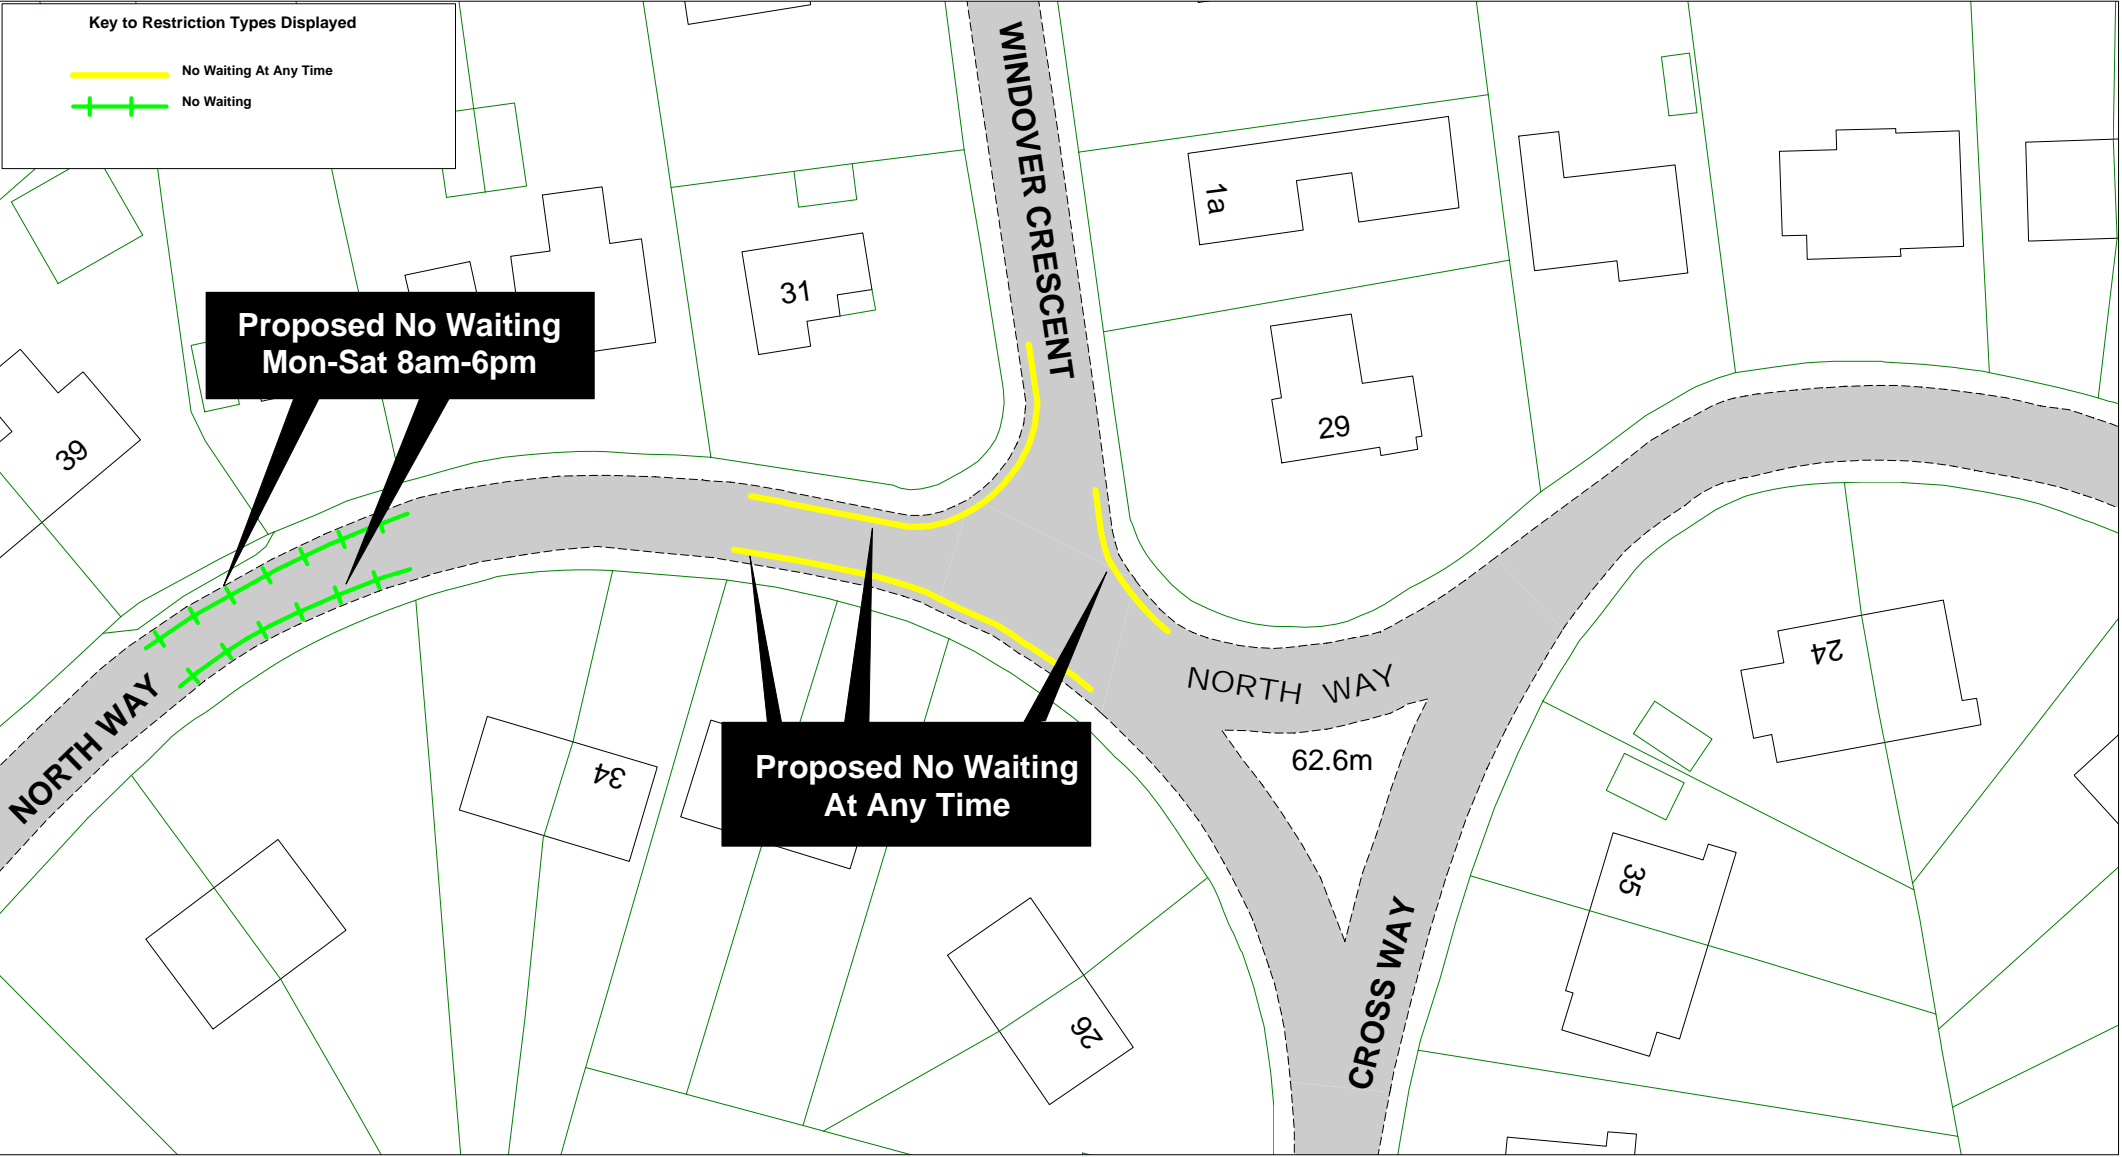 Key to Restriction Types Displayed
No Waiting At Any Time
No Waiting
WINDOVER CRESCENT
1a
31
Proposed No Waiting
Mon-Sat 8am-6pm
29
39
24
NORTH WAY
NORTH WAY
62.6m
34
Proposed No Waiting
At Any Time
35
CROSS WAY
26